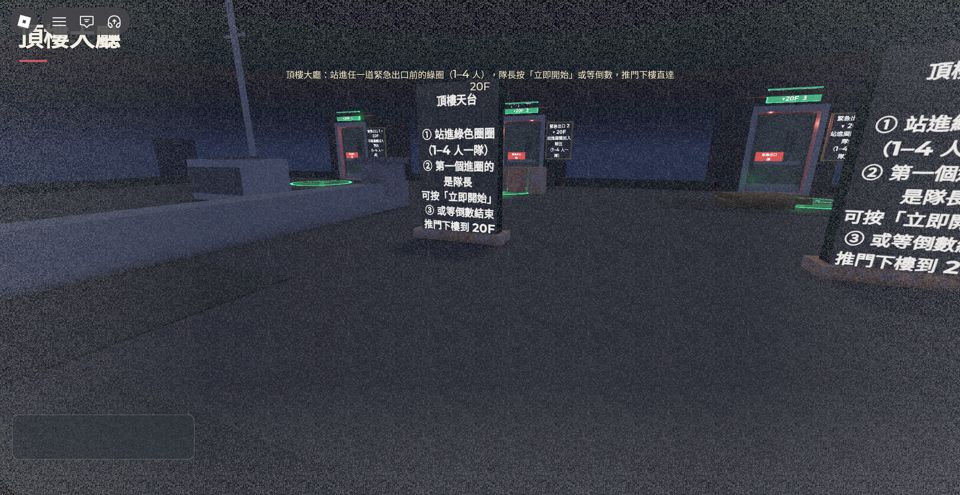 頂樓大廳
頂樓大廳：站進任一道緊急出口前的綠圈（1–4 人），隊長按「立即開始」或等倒數，推門下樓直達
20F
頂樓天台
① 站進綠色圈圈
（1–4 人一隊）
② 第一個進圈的
是隊長
可按「立即開始」
③ 或等倒數結束
推門下樓到 20F
緊急出口 2
▼ 20F
▼20F 3
緊急出
① 站進綠
（1–4 人
② 第一個
是隊長
可按「立即開
③ 或等倒數
推門下樓到 2